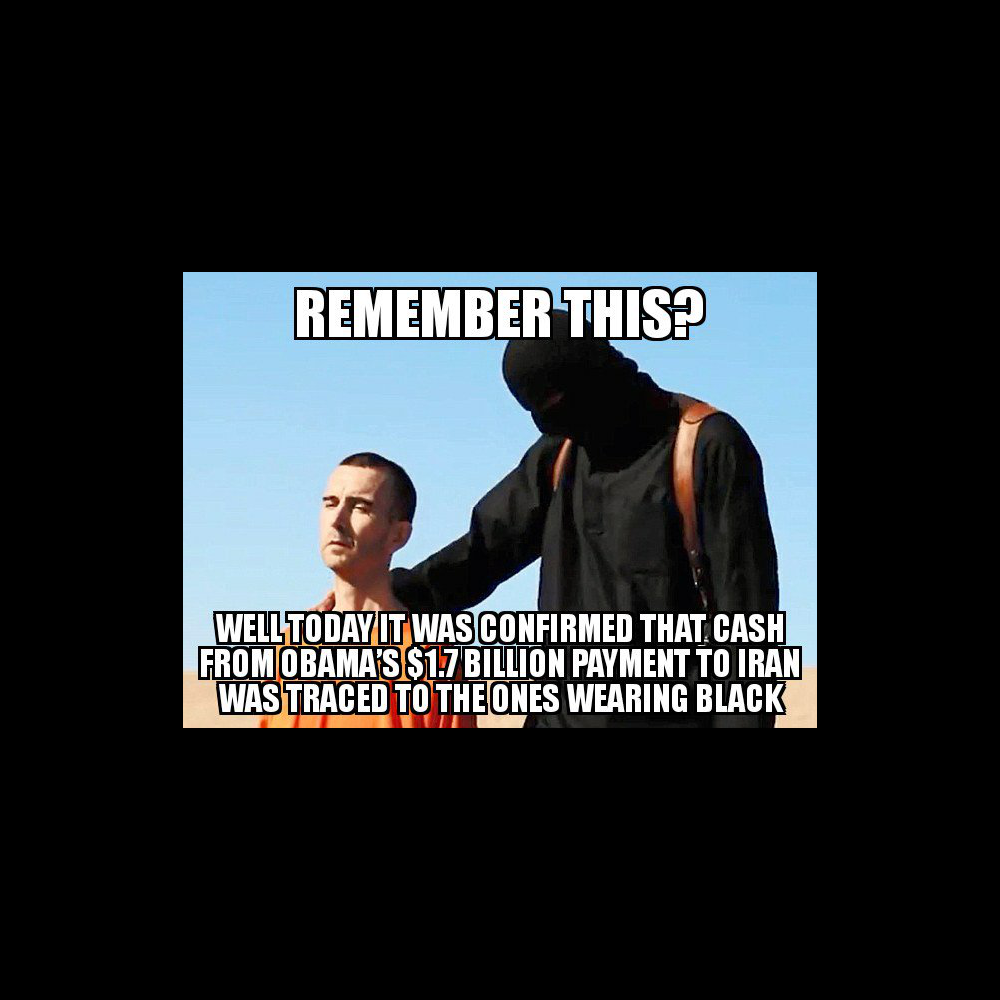 REMEMBER THIS?
WELL TODAY IT WAS CONFIRMED THAT CASH
FROM OBAMA'S $1.7 BILLION PAYMENT TO IRAN
WAS TRACED TO THE ONES WEARING BLACK